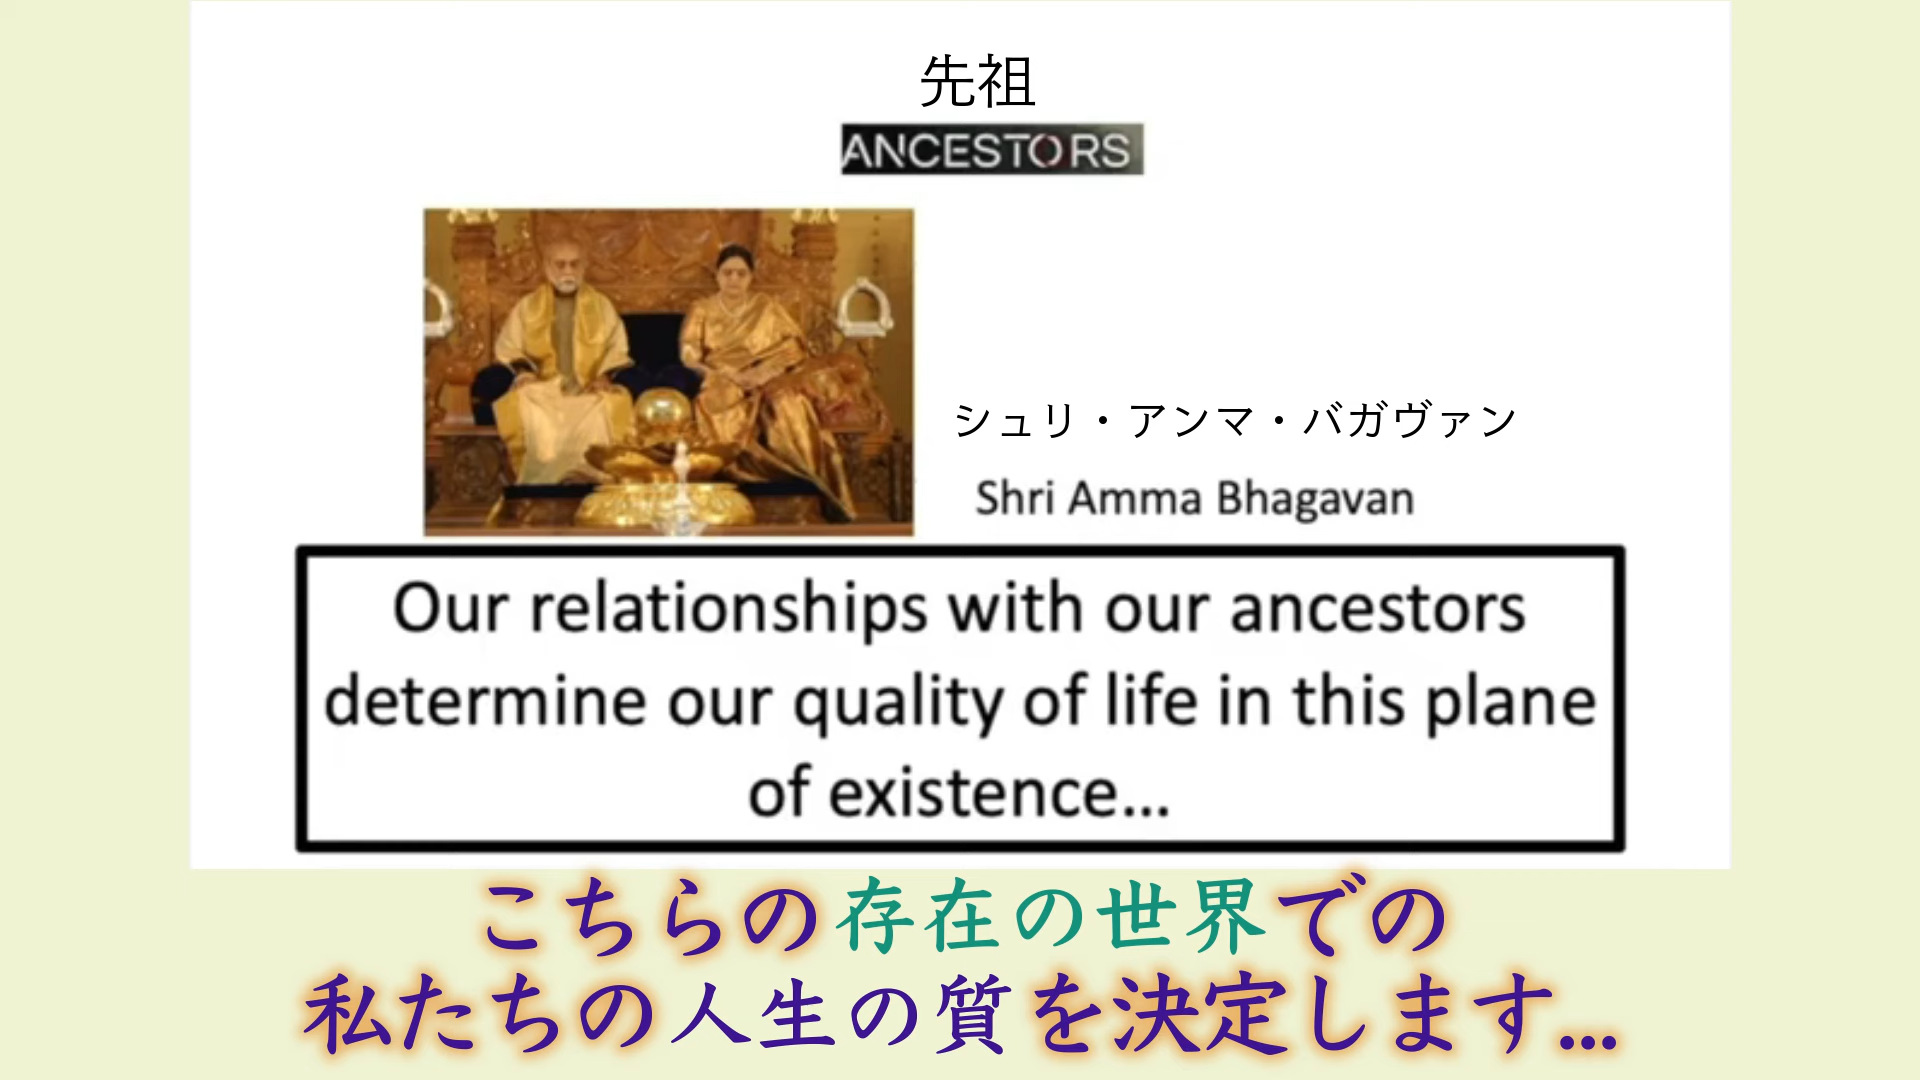 先祖
ANCESTORS
シュリ・アンマ・バガヴァン
Shri Amma Bhagavan
Our relationships with our ancestors
determine our quality of life in this plane
of existence...
こちらの存在の世界での
私たちの人生の質を決定します...